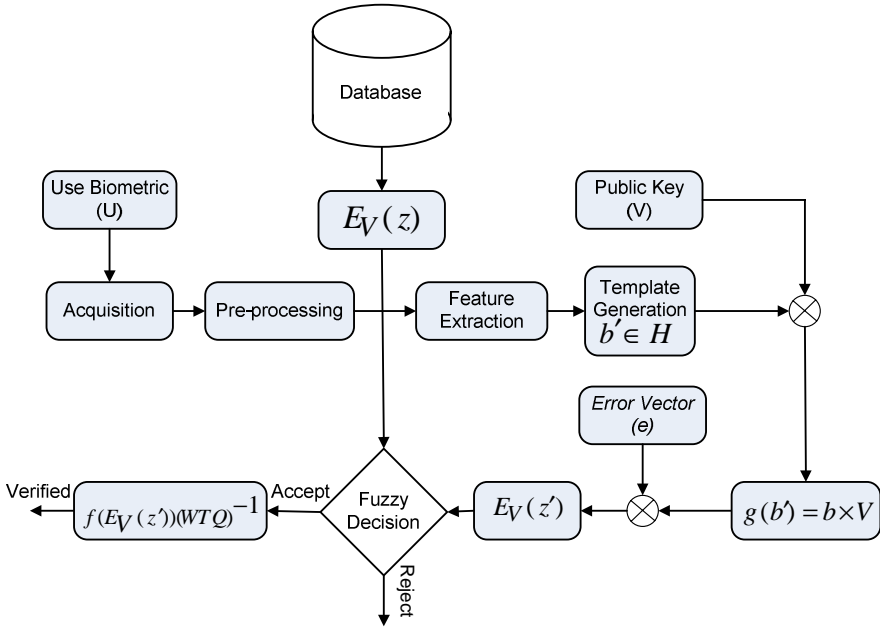 Database
Use Biometric
(U)
E_V(z)
Public Key
(V)
Acquisition
Pre-processing
Feature
Extraction
Template
Generation
b′ ∈ H
Error Vector
(e)
Verified
f(E_V(z′))(WTQ)⁻¹
Accept
Fuzzy
Decision
E_V(z′)
g(b′) = b × V
Reject